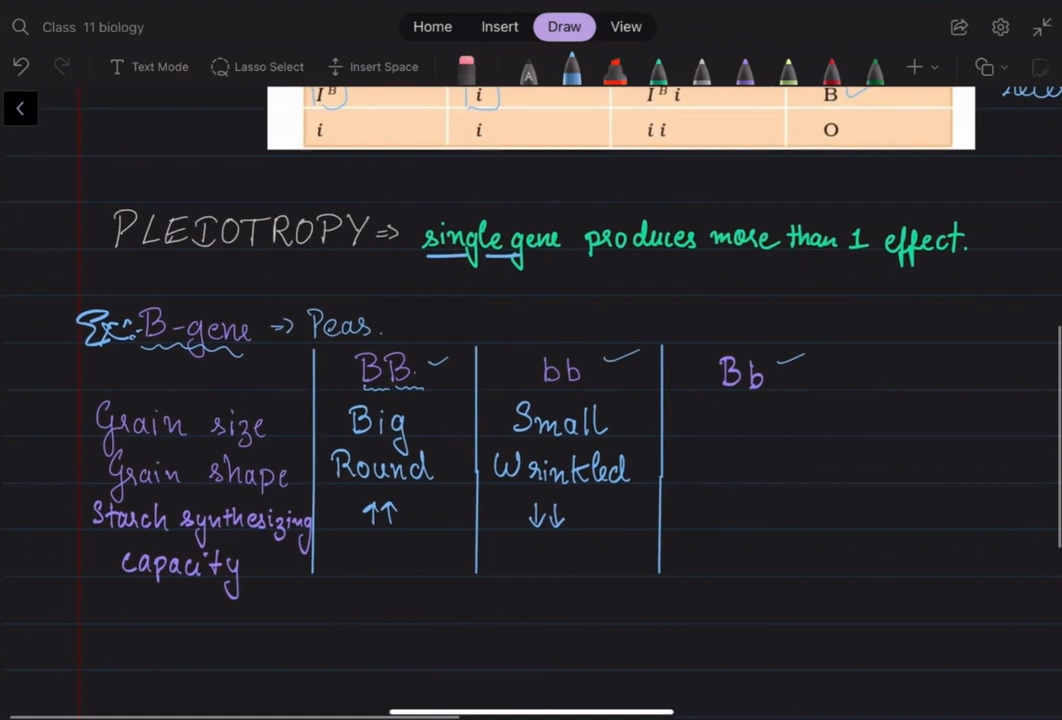 Class 11 biology
Home Insert Draw View
Text Mode Lasso Select Insert Space
I^B i I^B i B
i i i i O
PLEIOTROPY => single gene produces more than 1 effect.
Ex:- B-gene => Peas.
BB. bb Bb
Grain size Big Small
Grain shape Round Wrinkled
Starch synthesizing ↑↑ ↓↓
capacity